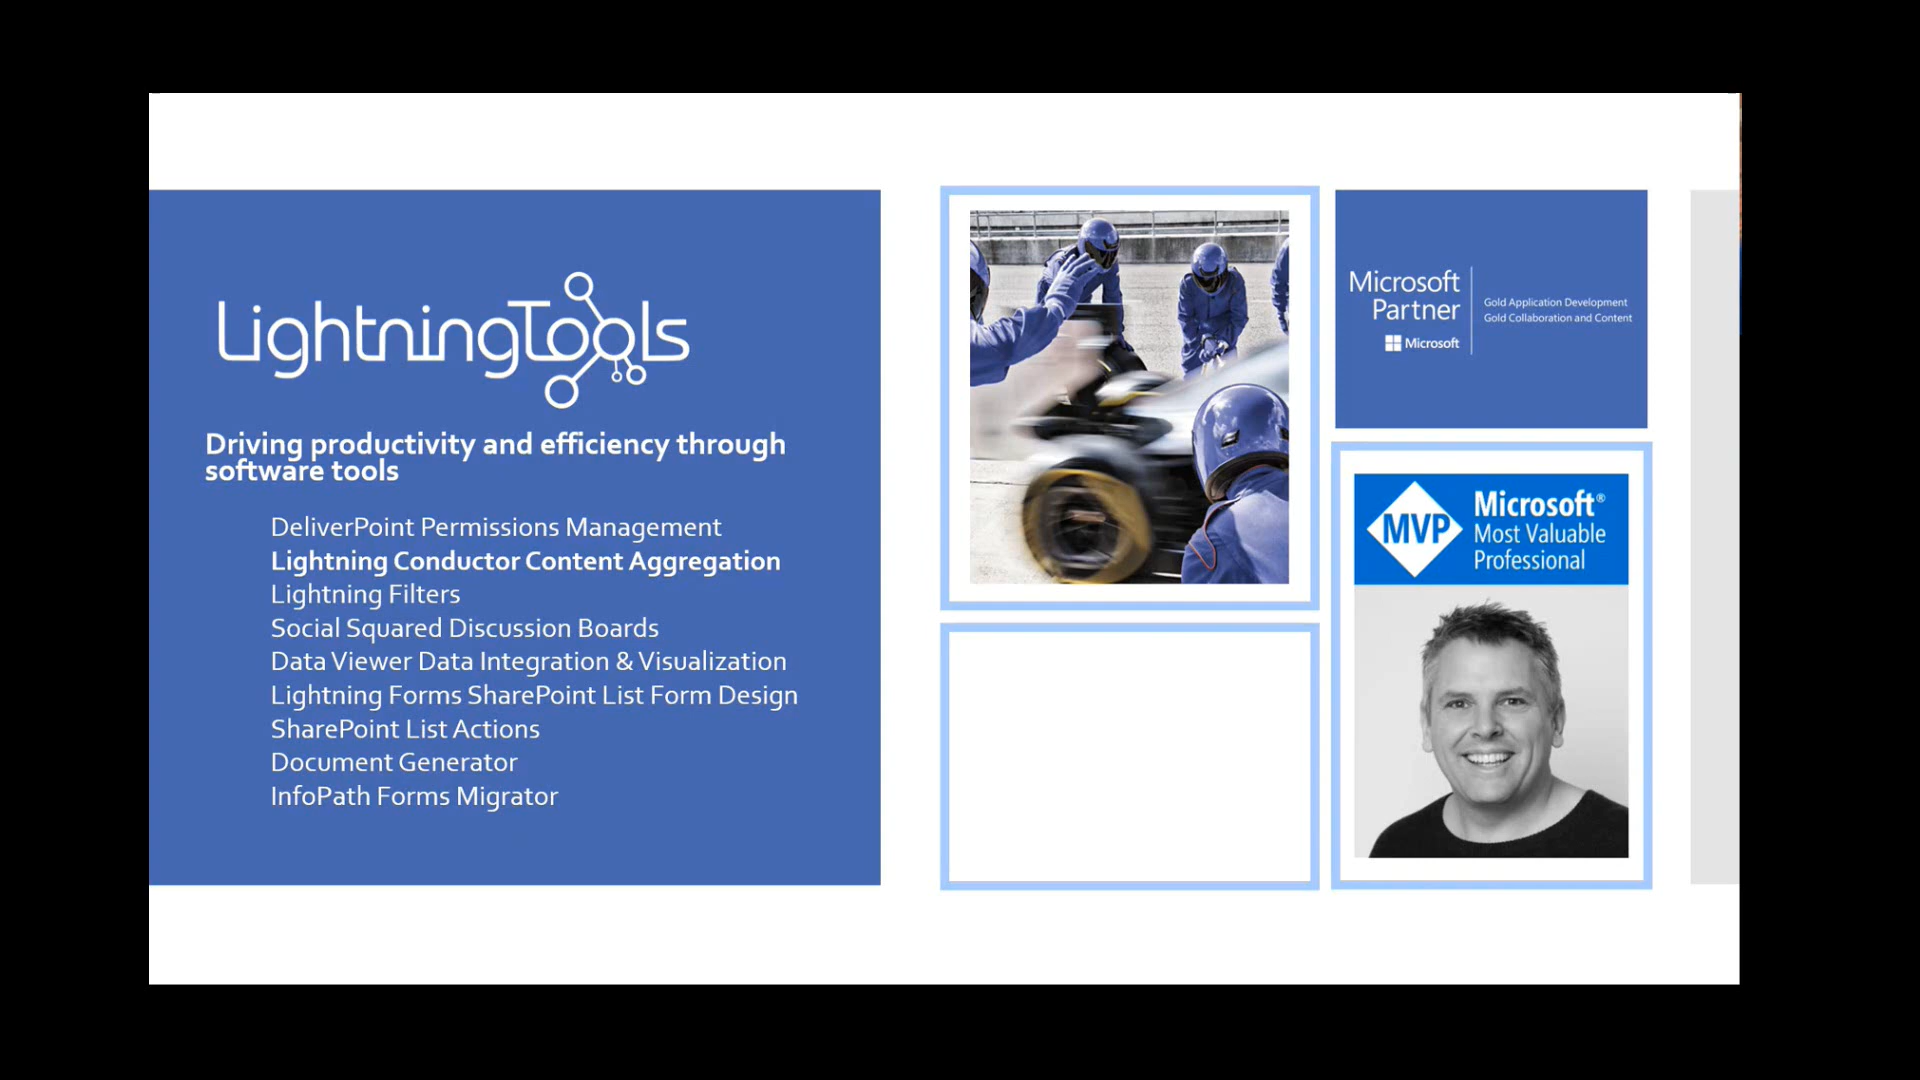 LightningTools
Driving productivity and efficiency through
software tools
DeliverPoint Permissions Management
Lightning Conductor Content Aggregation
Lightning Filters
Social Squared Discussion Boards
Data Viewer Data Integration & Visualization
Lightning Forms SharePoint List Form Design
SharePoint List Actions
Document Generator
InfoPath Forms Migrator
Microsoft
Partner
Microsoft
Gold Application Development
Gold Collaboration and Content
MVP
Microsoft®
Most Valuable
Professional